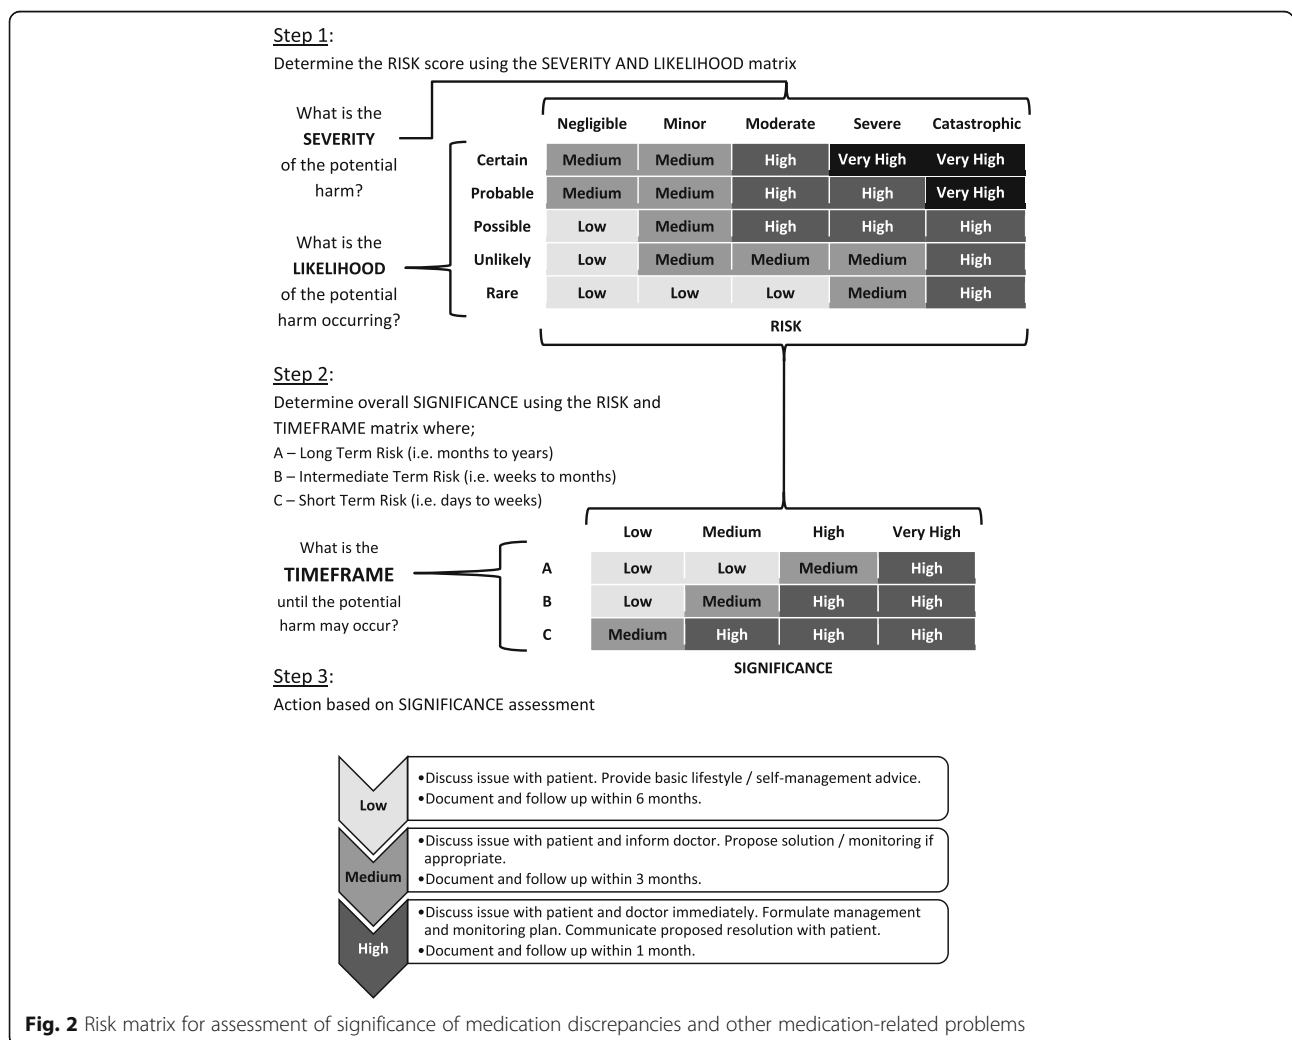 Step 1:
Determine the RISK score using the SEVERITY AND LIKELIHOOD matrix
What is the
SEVERITY
of the potential
harm?
Negligible Minor Moderate Severe Catastrophic
Certain Medium Medium High Very High Very High
Probable Medium Medium High High Very High
Possible Low Medium High High High
Unlikely Low Medium Medium Medium High
Rare Low Low Low Medium High
What is the
LIKELIHOOD
of the potential
harm occurring?
RISK
Step 2:
Determine overall SIGNIFICANCE using the RISK and
TIMEFRAME matrix where;
A – Long Term Risk (i.e. months to years)
B – Intermediate Term Risk (i.e. weeks to months)
C – Short Term Risk (i.e. days to weeks)
What is the
TIMEFRAME
until the potential
harm may occur?
Low Medium High Very High
A Low Low Medium High
B Low Medium High High
C Medium High High High
SIGNIFICANCE
Step 3:
Action based on SIGNIFICANCE assessment
Low
•Discuss issue with patient. Provide basic lifestyle / self-management advice.
•Document and follow up within 6 months.
Medium
•Discuss issue with patient and inform doctor. Propose solution / monitoring if
appropriate.
•Document and follow up within 3 months.
High
•Discuss issue with patient and doctor immediately. Formulate management
and monitoring plan. Communicate proposed resolution with patient.
•Document and follow up within 1 month.
Fig. 2 Risk matrix for assessment of significance of medication discrepancies and other medication-related problems